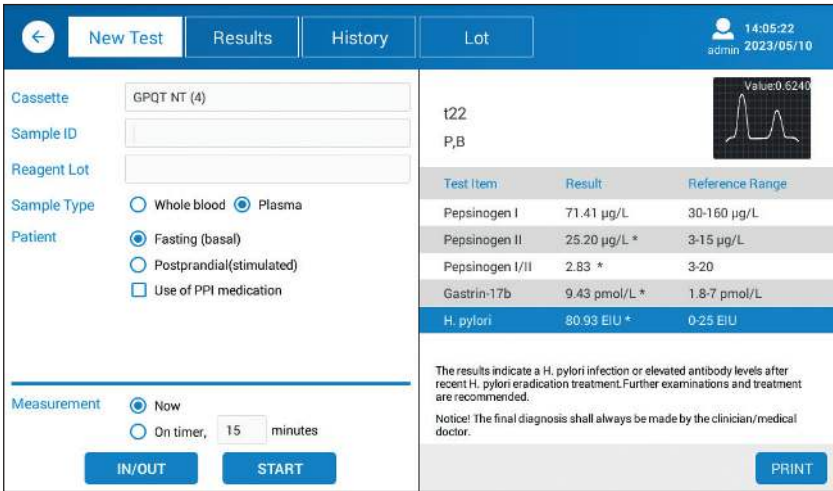 New Test Results History Lot
14:05:22
admin 2023/05/10
Cassette GPQT NT (4)
Sample ID
Reagent Lot
Sample Type Whole blood Plasma
Patient Fasting (basal)
Postprandial(stimulated)
Use of PPI medication
Measurement Now
On timer, 15 minutes
IN/OUT START
t22
P,B
Value:0.6240
Test Item Result Reference Range
Pepsinogen I 71.41 µg/L 30-160 µg/L
Pepsinogen II 25.20 µg/L * 3-15 µg/L
Pepsinogen I/II 2.83 * 3-20
Gastrin-17b 9.43 pmol/L * 1.8-7 pmol/L
H. pylori 80.93 EIU * 0-25 EIU
The results indicate a H. pylori infection or elevated antibody levels after
recent H. pylori eradication treatment.Further examinations and treatment
are recommended.
Notice! The final diagnosis shall always be made by the clinician/medical
doctor.
PRINT